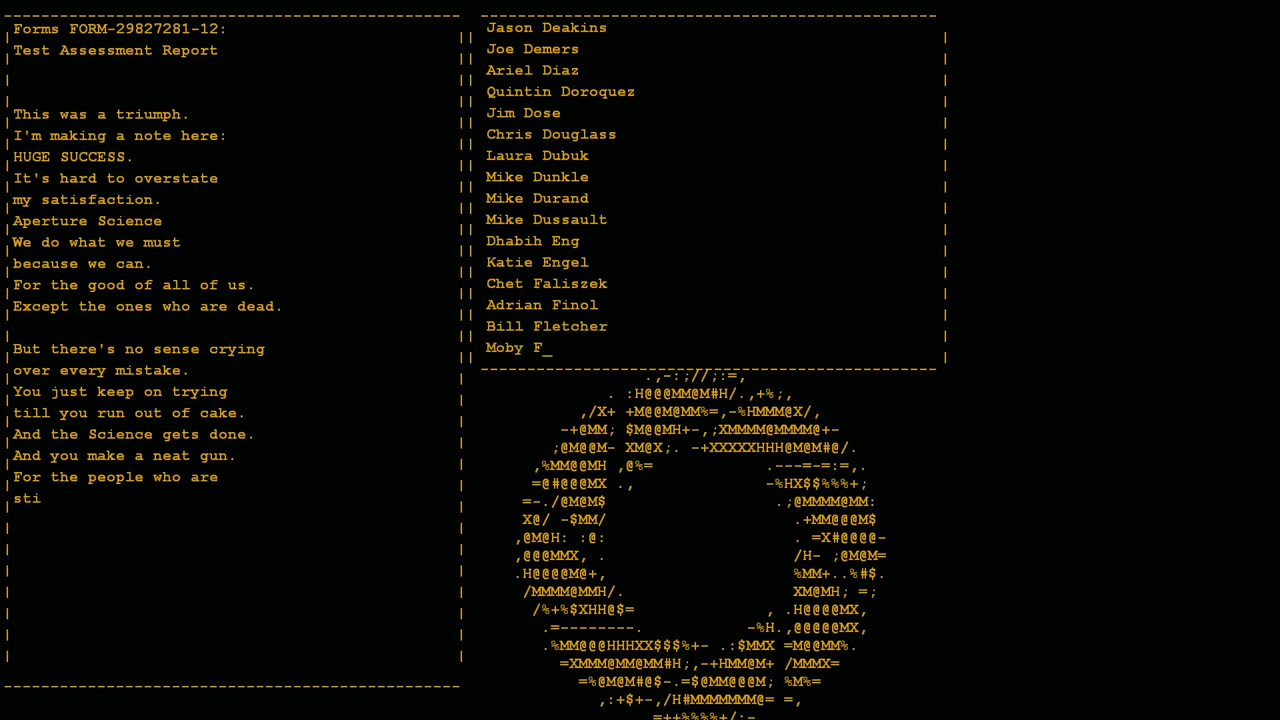 Forms FORM-29827281-12:
Test Assessment Report
This was a triumph.
I'm making a note here:
HUGE SUCCESS.
It's hard to overstate
my satisfaction.
Aperture Science
We do what we must
because we can.
For the good of all of us.
Except the ones who are dead.
But there's no sense crying
over every mistake.
You just keep on trying
till you run out of cake.
And the Science gets done.
And you make a neat gun.
For the people who are
sti
Jason Deakins
Joe Demers
Ariel Diaz
Quintin Doroquez
Jim Dose
Chris Douglass
Laura Dubuk
Mike Dunkle
Mike Durand
Mike Dussault
Dhabih Eng
Katie Engel
Chet Faliszek
Adrian Finol
Bill Fletcher
Moby F_